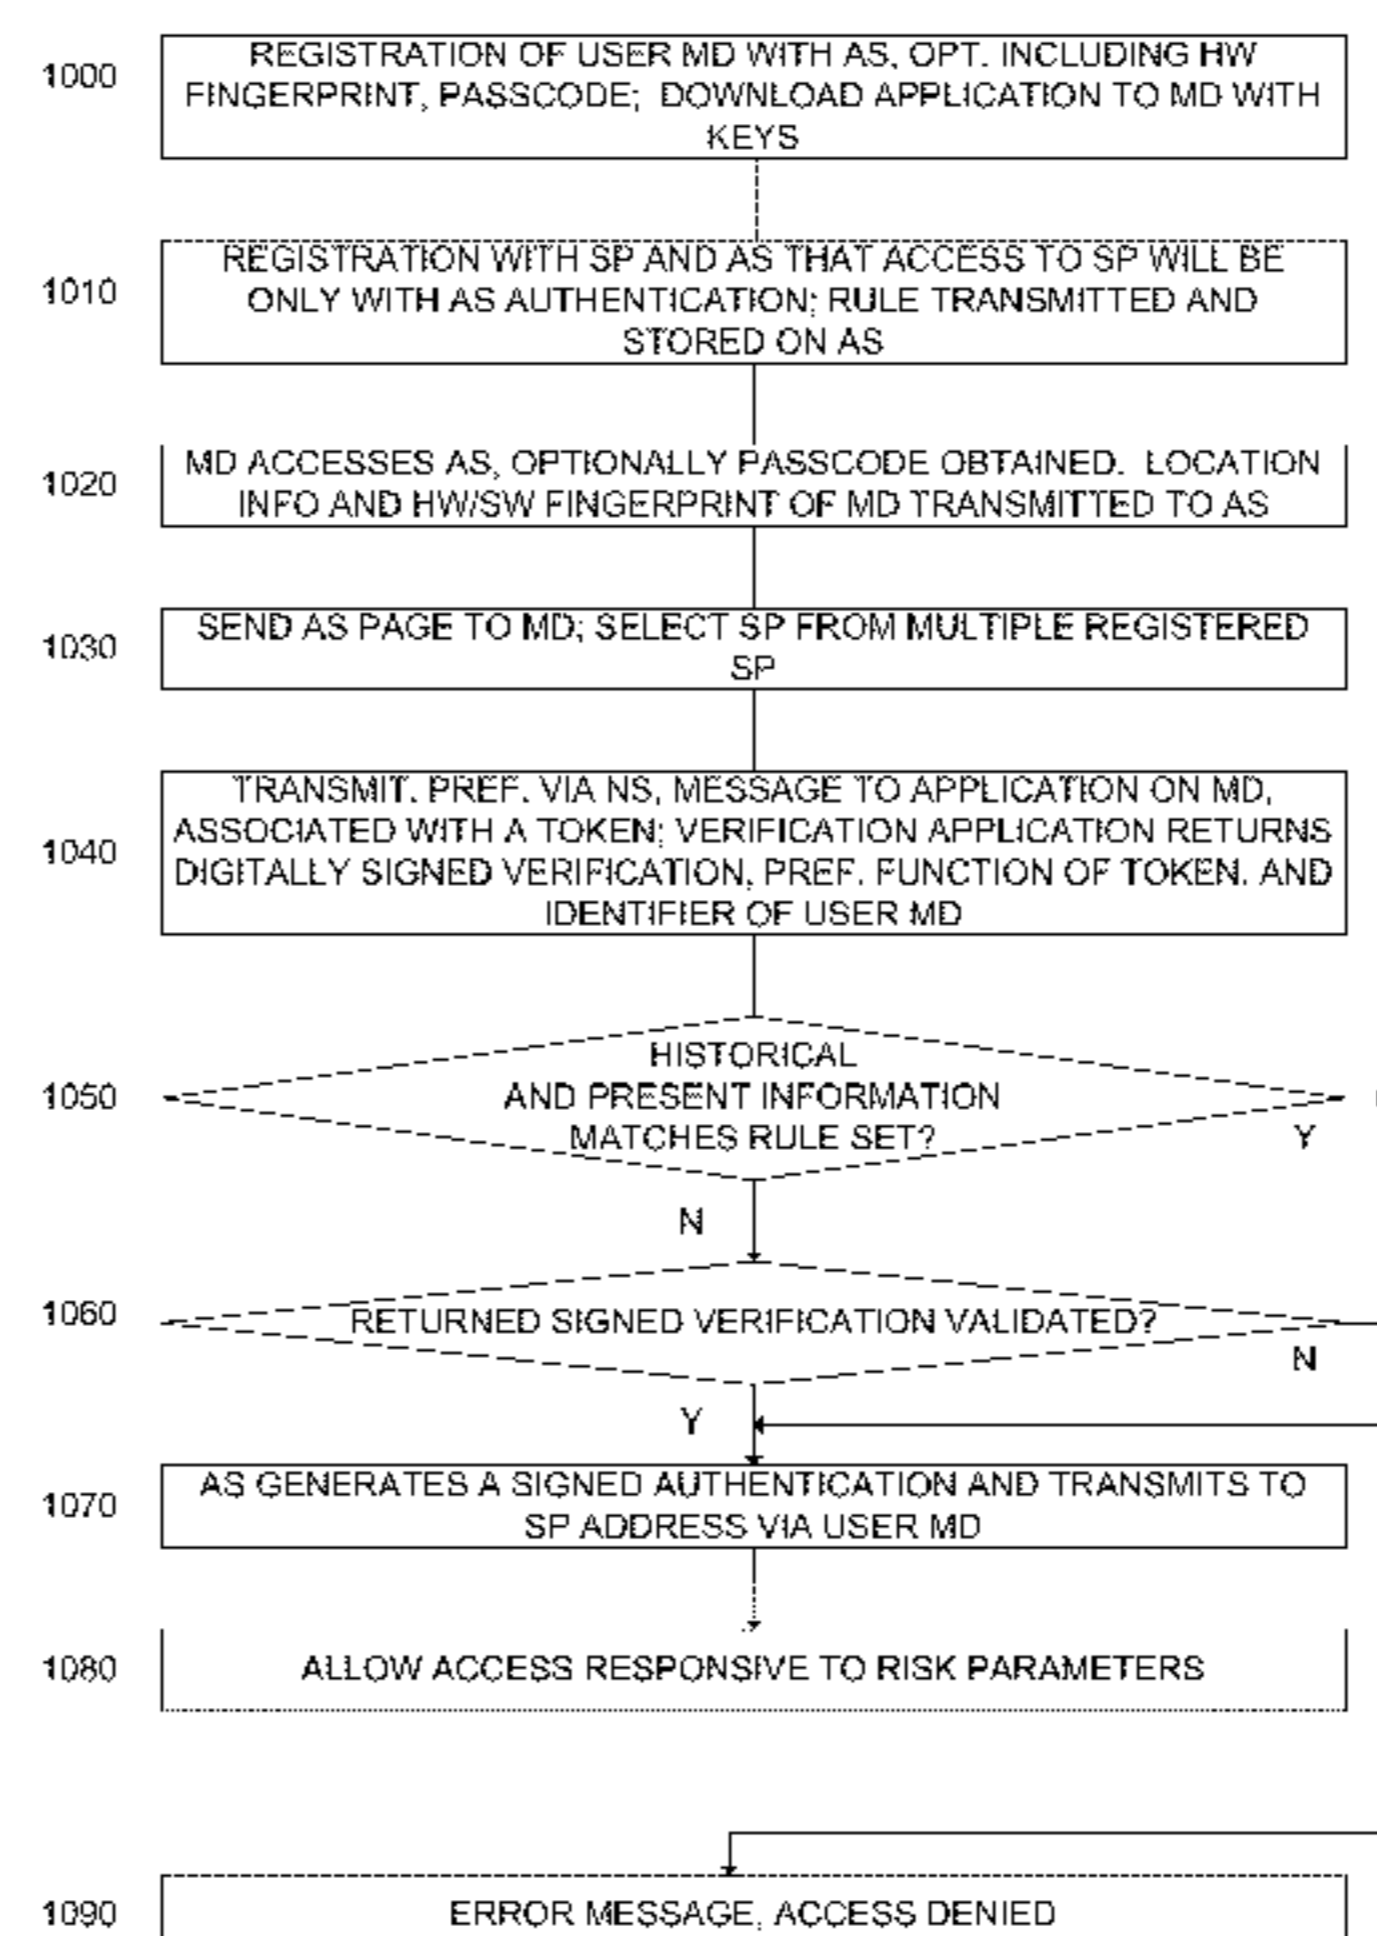 1000
REGISTRATION OF USER MD WITH AS, OPT. INCLUDING HW
FINGERPRINT, PASSCODE; DOWNLOAD APPLICATION TO MD WITH
KEYS
1010
REGISTRATION WITH SP AND AS THAT ACCESS TO SP WILL BE
ONLY WITH AS AUTHENTICATION; RULE TRANSMITTED AND
STORED ON AS
1020
MD ACCESSES AS, OPTIONALLY PASSCODE OBTAINED. LOCATION
INFO AND HW/SW FINGERPRINT OF MD TRANSMITTED TO AS
1030
SEND AS PAGE TO MD; SELECT SP FROM MULTIPLE REGISTERED
SP
1040
TRANSMIT, PREF. VIA NS, MESSAGE TO APPLICATION ON MD,
ASSOCIATED WITH A TOKEN; VERIFICATION APPLICATION RETURNS
DIGITALLY SIGNED VERIFICATION, PREF. FUNCTION OF TOKEN, AND
IDENTIFIER OF USER MD
1050
HISTORICAL
AND PRESENT INFORMATION
MATCHES RULE SET?
Y
N
1060
RETURNED SIGNED VERIFICATION VALIDATED?
N
Y
1070
AS GENERATES A SIGNED AUTHENTICATION AND TRANSMITS TO
SP ADDRESS VIA USER MD
1080
ALLOW ACCESS RESPONSIVE TO RISK PARAMETERS
1090
ERROR MESSAGE, ACCESS DENIED